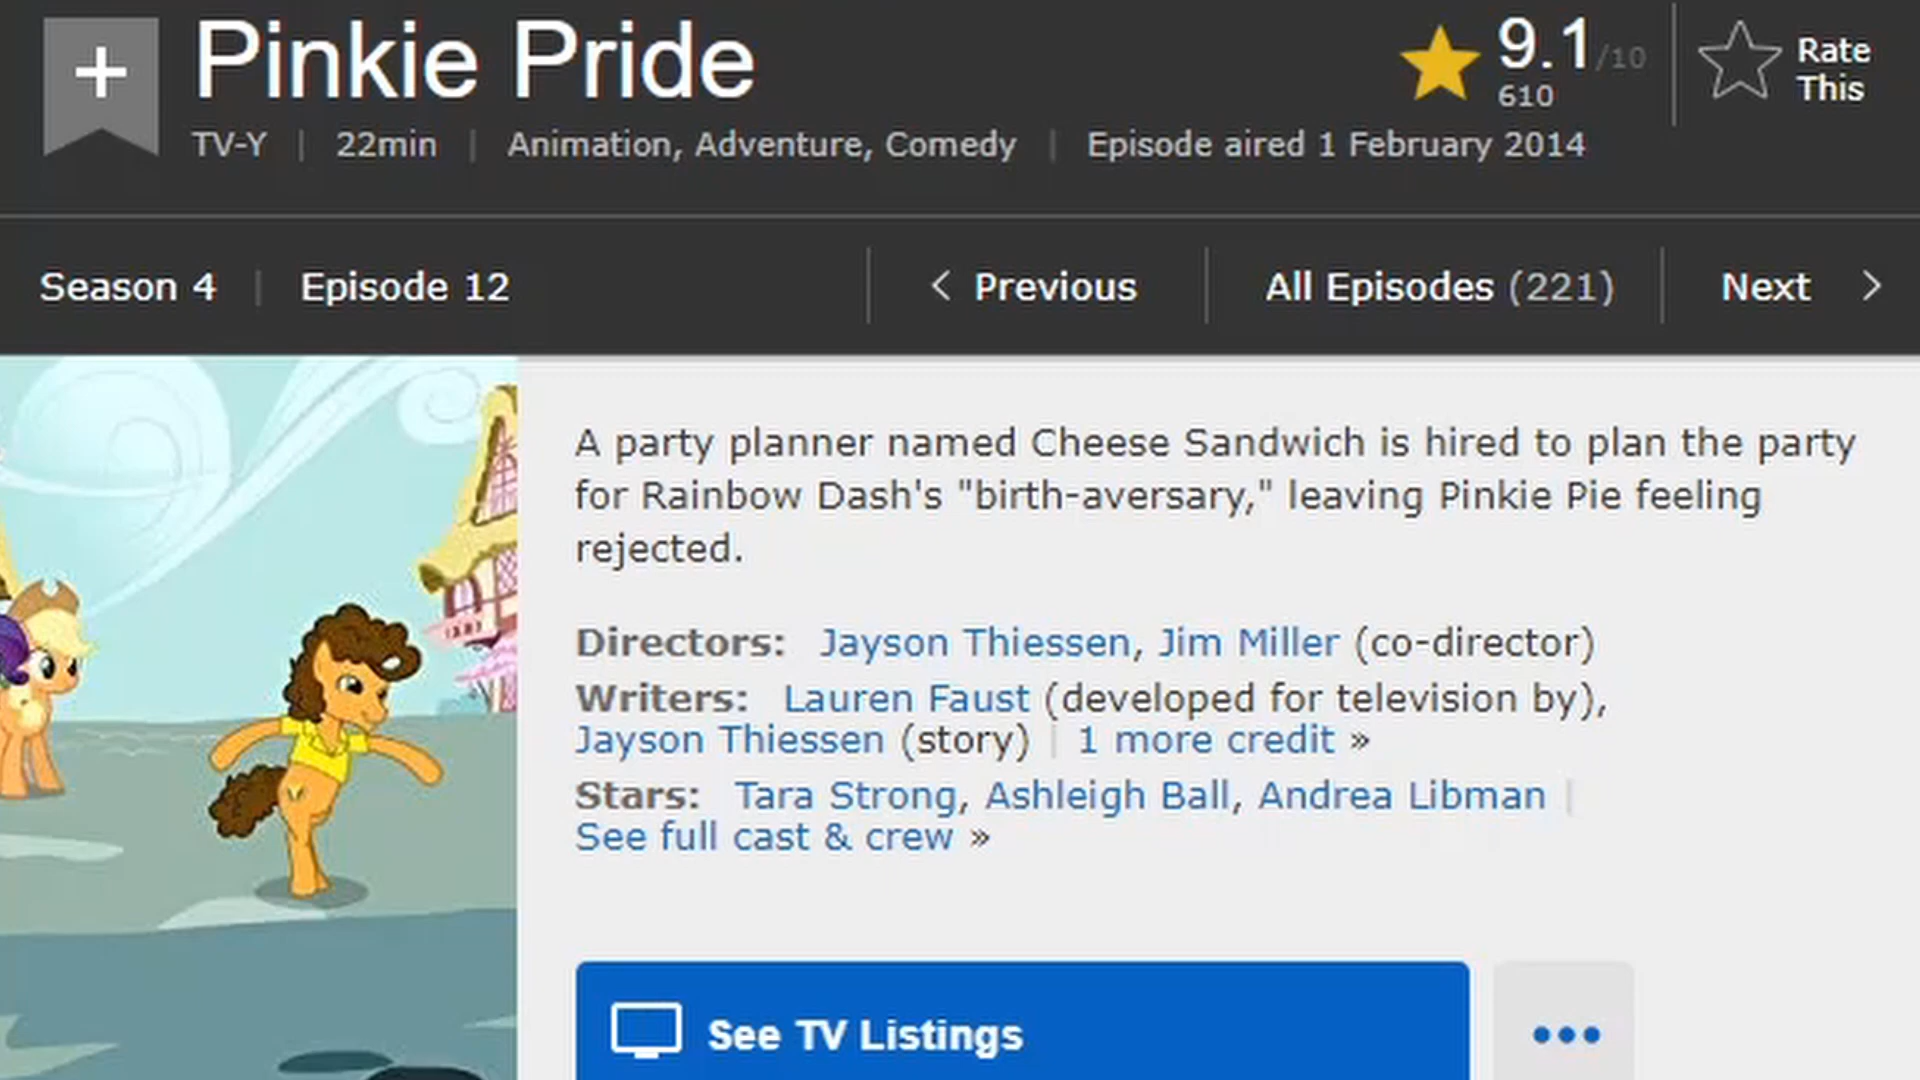 Pinkie Pride
9.1/10
610
Rate
This
TV-Y | 22min | Animation, Adventure, Comedy | Episode aired 1 February 2014
Season 4 | Episode 12
Previous
All Episodes (221)
Next
A party planner named Cheese Sandwich is hired to plan the party
for Rainbow Dash's "birth-aversary," leaving Pinkie Pie feeling
rejected.
Directors: Jayson Thiessen, Jim Miller (co-director)
Writers: Lauren Faust (developed for television by),
Jayson Thiessen (story) | 1 more credit »
Stars: Tara Strong, Ashleigh Ball, Andrea Libman |
See full cast & crew »
See TV Listings